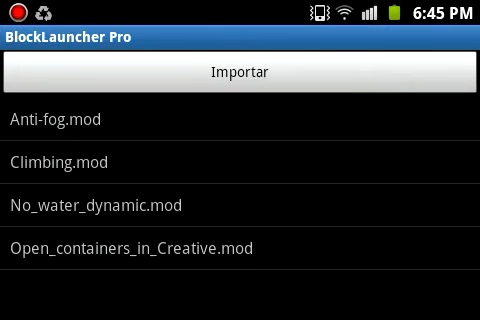 6:45 PM
BlockLauncher Pro
Importar
Anti-fog.mod
Climbing.mod
No_water_dynamic.mod
Open_containers_in_Creative.mod